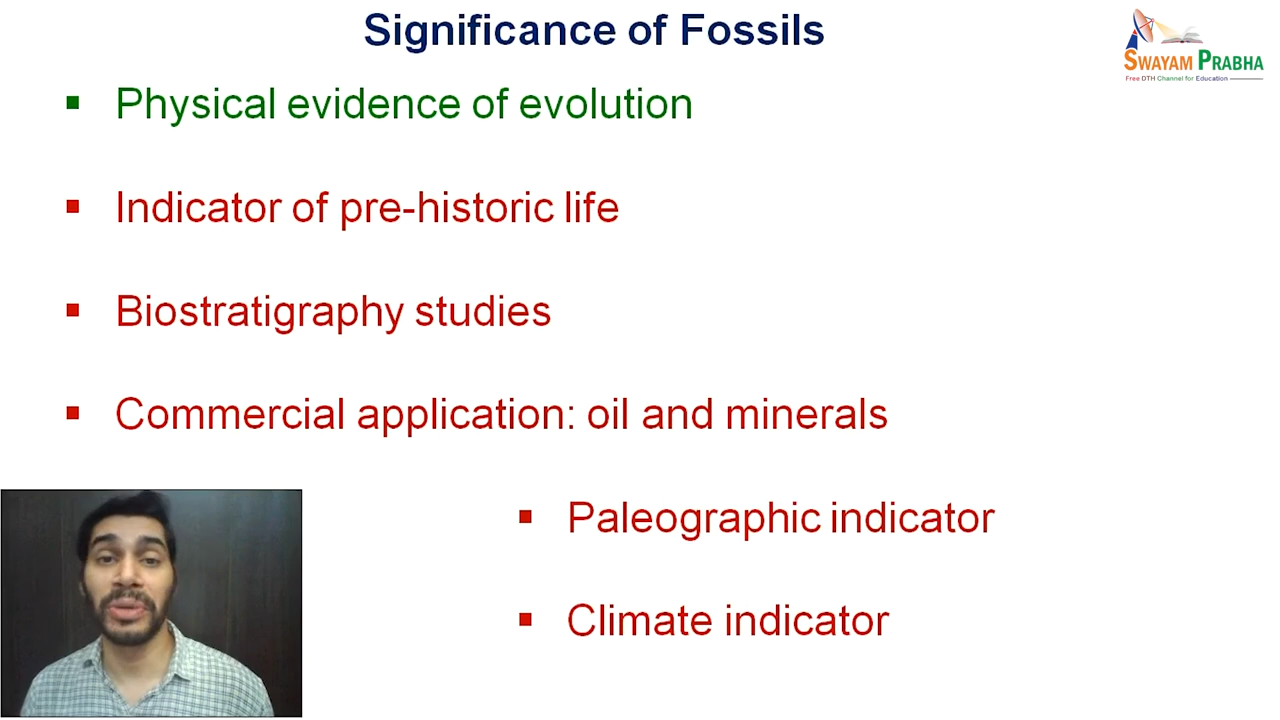 Significance of Fossils
SWAYAM PRABHA
Free DTH Channel for Education
▪ Physical evidence of evolution
▪ Indicator of pre-historic life
▪ Biostratigraphy studies
▪ Commercial application: oil and minerals
▪ Paleographic indicator
▪ Climate indicator